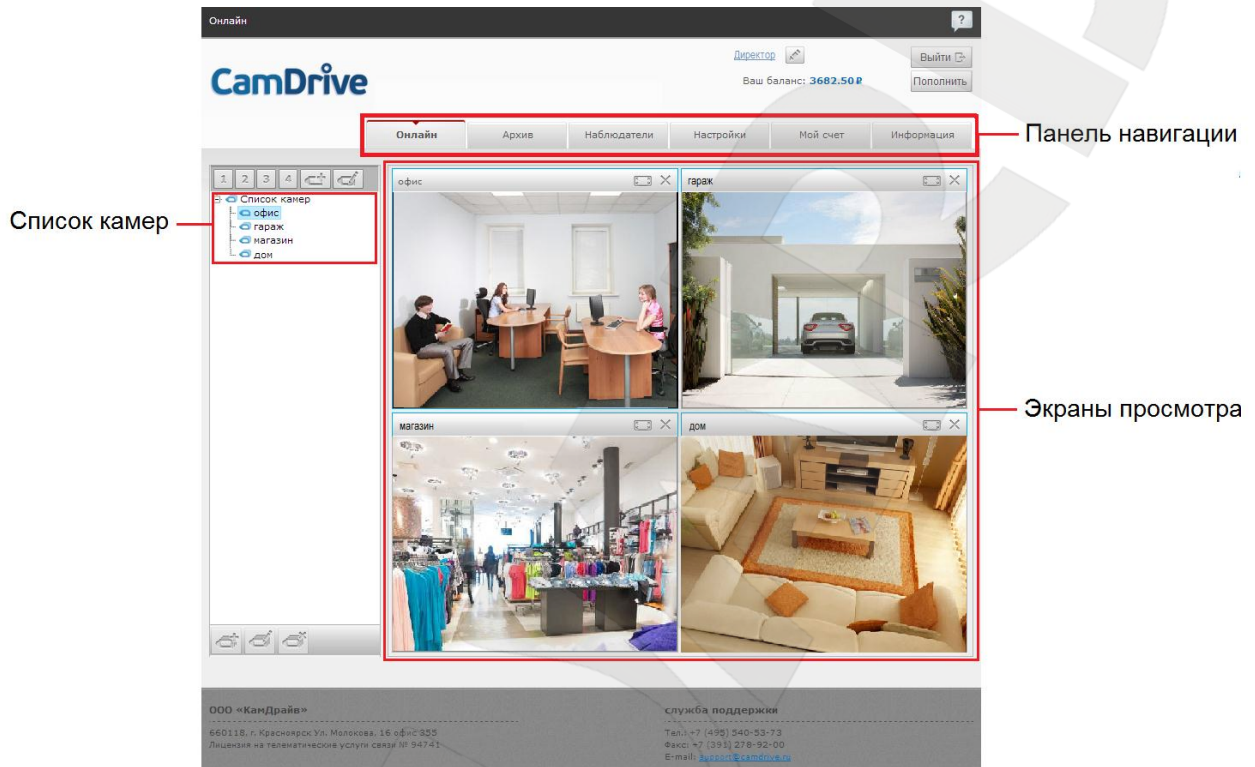 Онлайн
?
CamDrive
Директор
Выйти
Ваш баланс: 3682.50 ₽
Пополнить
Онлайн Архив Наблюдатели Настройки Мой счет Информация
Панель навигации
1 2 3 4
Список камер
офис
гараж
магазин
дом
Список камер
офис
гараж
Экраны просмотра
магазин
дом
ООО «КамДрайв»
660118, г. Красноярск Ул. Молокова, 16 офис 355
Лицензия на телематические услуги связи № 94741
служба поддержки
Тел.: +7 (495) 540-53-73
Факс: +7 (391) 278-92-00
E-mail: support@camdrive.ru